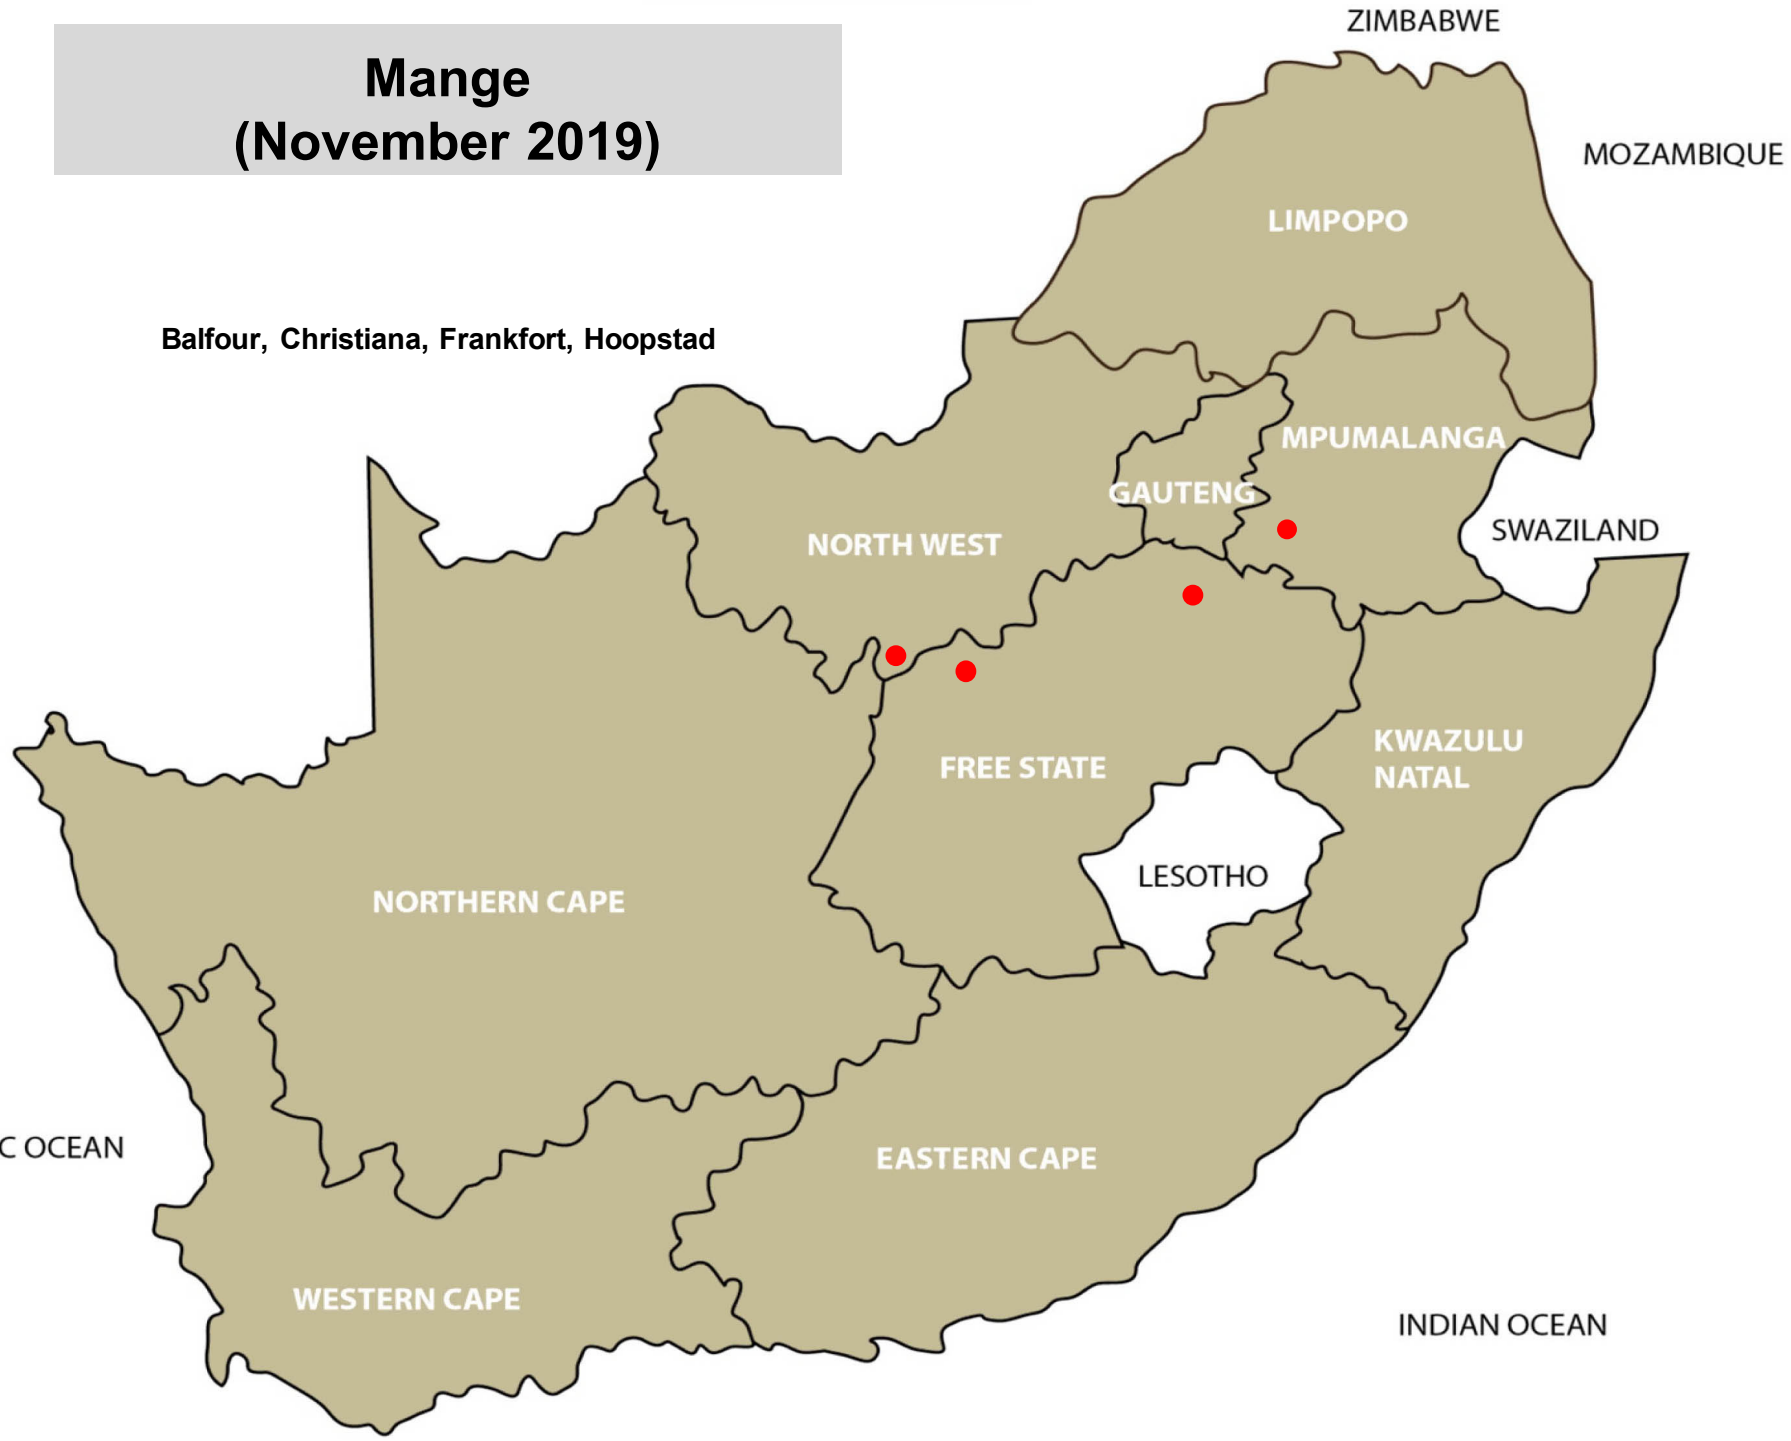 ZIMBABWE
Mange
(November 2019)
MOZAMBIQUE
LIMPOPO
Balfour, Christiana, Frankfort, Hoopstad
MPUMALANGA
GAUTENG
SWAZILAND
NORTH WEST
KWAZULU
NATAL
FREE STATE
LESOTHO
NORTHERN CAPE
C OCEAN
EASTERN CAPE
WESTERN CAPE
INDIAN OCEAN